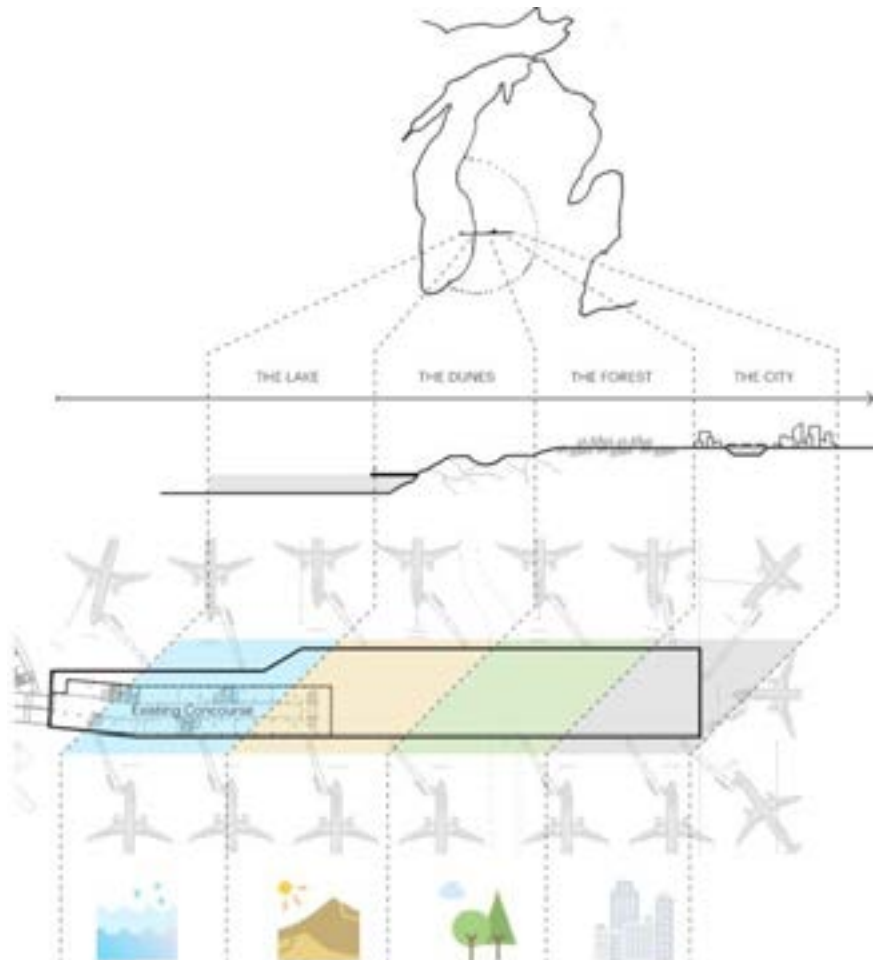 THE LAKE
THE DUNES
THE FOREST
THE CITY
Existing Concourse